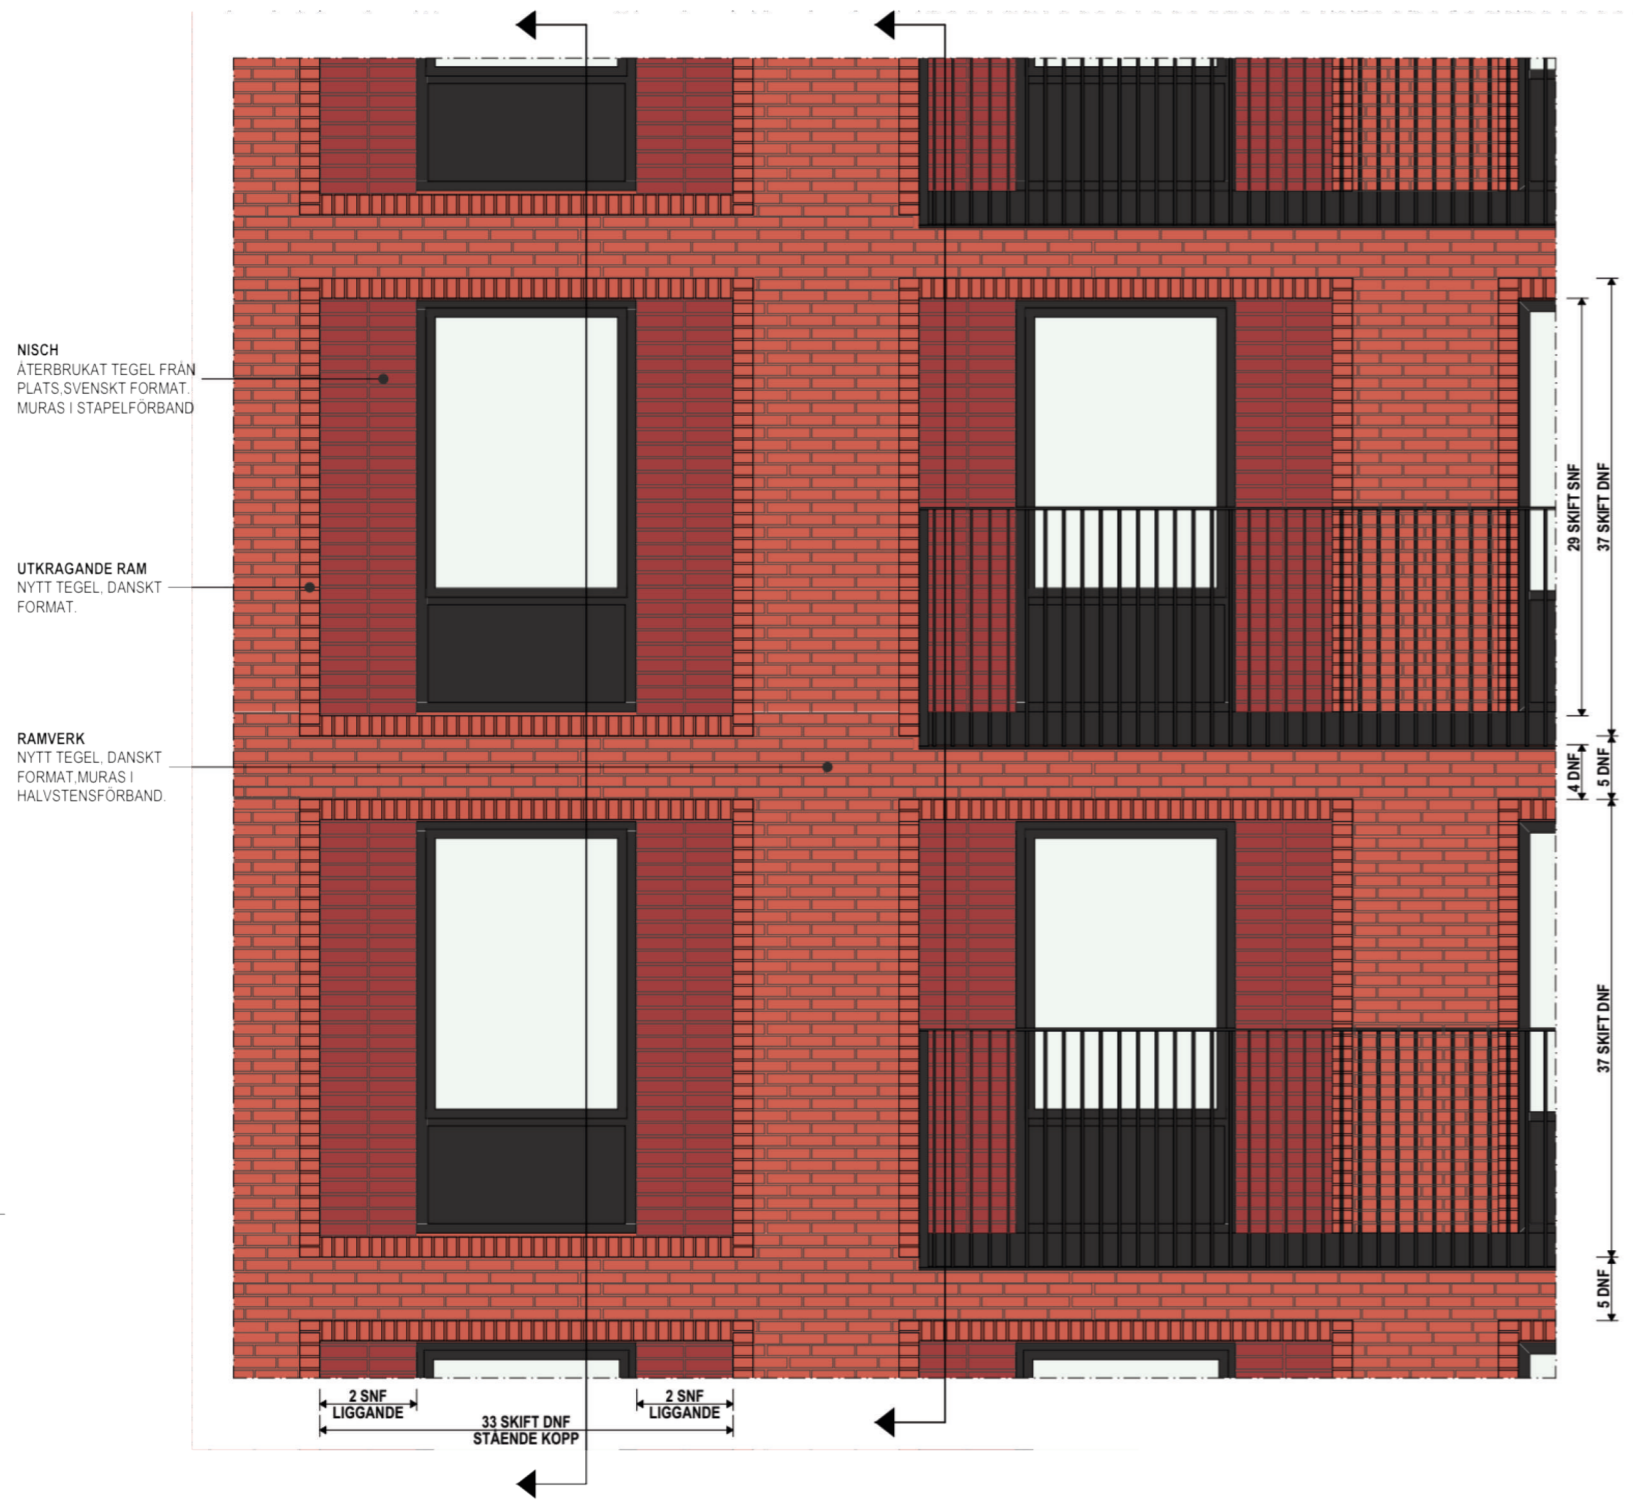 NISCH
ÅTERBRUKAT TEGEL FRÅN
PLATS,SVENSKT FORMAT.
MURAS I STAPELFÖRBAND
UTKRAGANDE RAM
NYTT TEGEL, DANSKT
FORMAT.
RAMVERK
NYTT TEGEL, DANSKT
FORMAT,MURAS I
HALVSTENSFÖRBAND.
29 SKIFT SNF
37 SKIFT DNF
4 DNF
5 DNF
37 SKIFT DNF
5 DNF
2 SNF
LIGGANDE
2 SNF
LIGGANDE
33 SKIFT DNF
STÅENDE KOPP